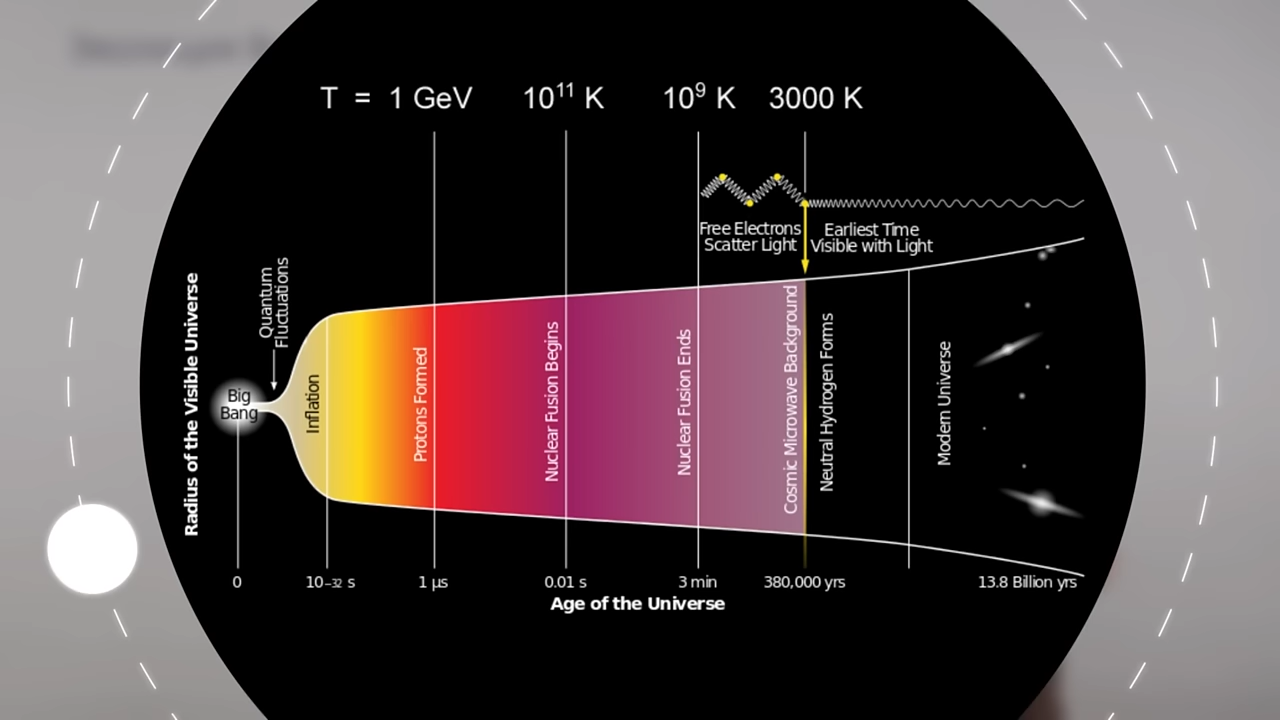 T = 1 GeV 10¹¹ K 10⁹ K 3000 K
Free Electrons
Scatter Light
Earliest Time
Visible with Light
Radius of the Visible Universe
Quantum
Fluctuations
Big
Bang
Inflation
Protons Formed
Nuclear Fusion Begins
Nuclear Fusion Ends
Cosmic Microwave Background
Neutral Hydrogen Forms
Modern Universe
0 10⁻³² s 1 µs 0.01 s 3 min 380,000 yrs 13.8 Billion yrs
Age of the Universe